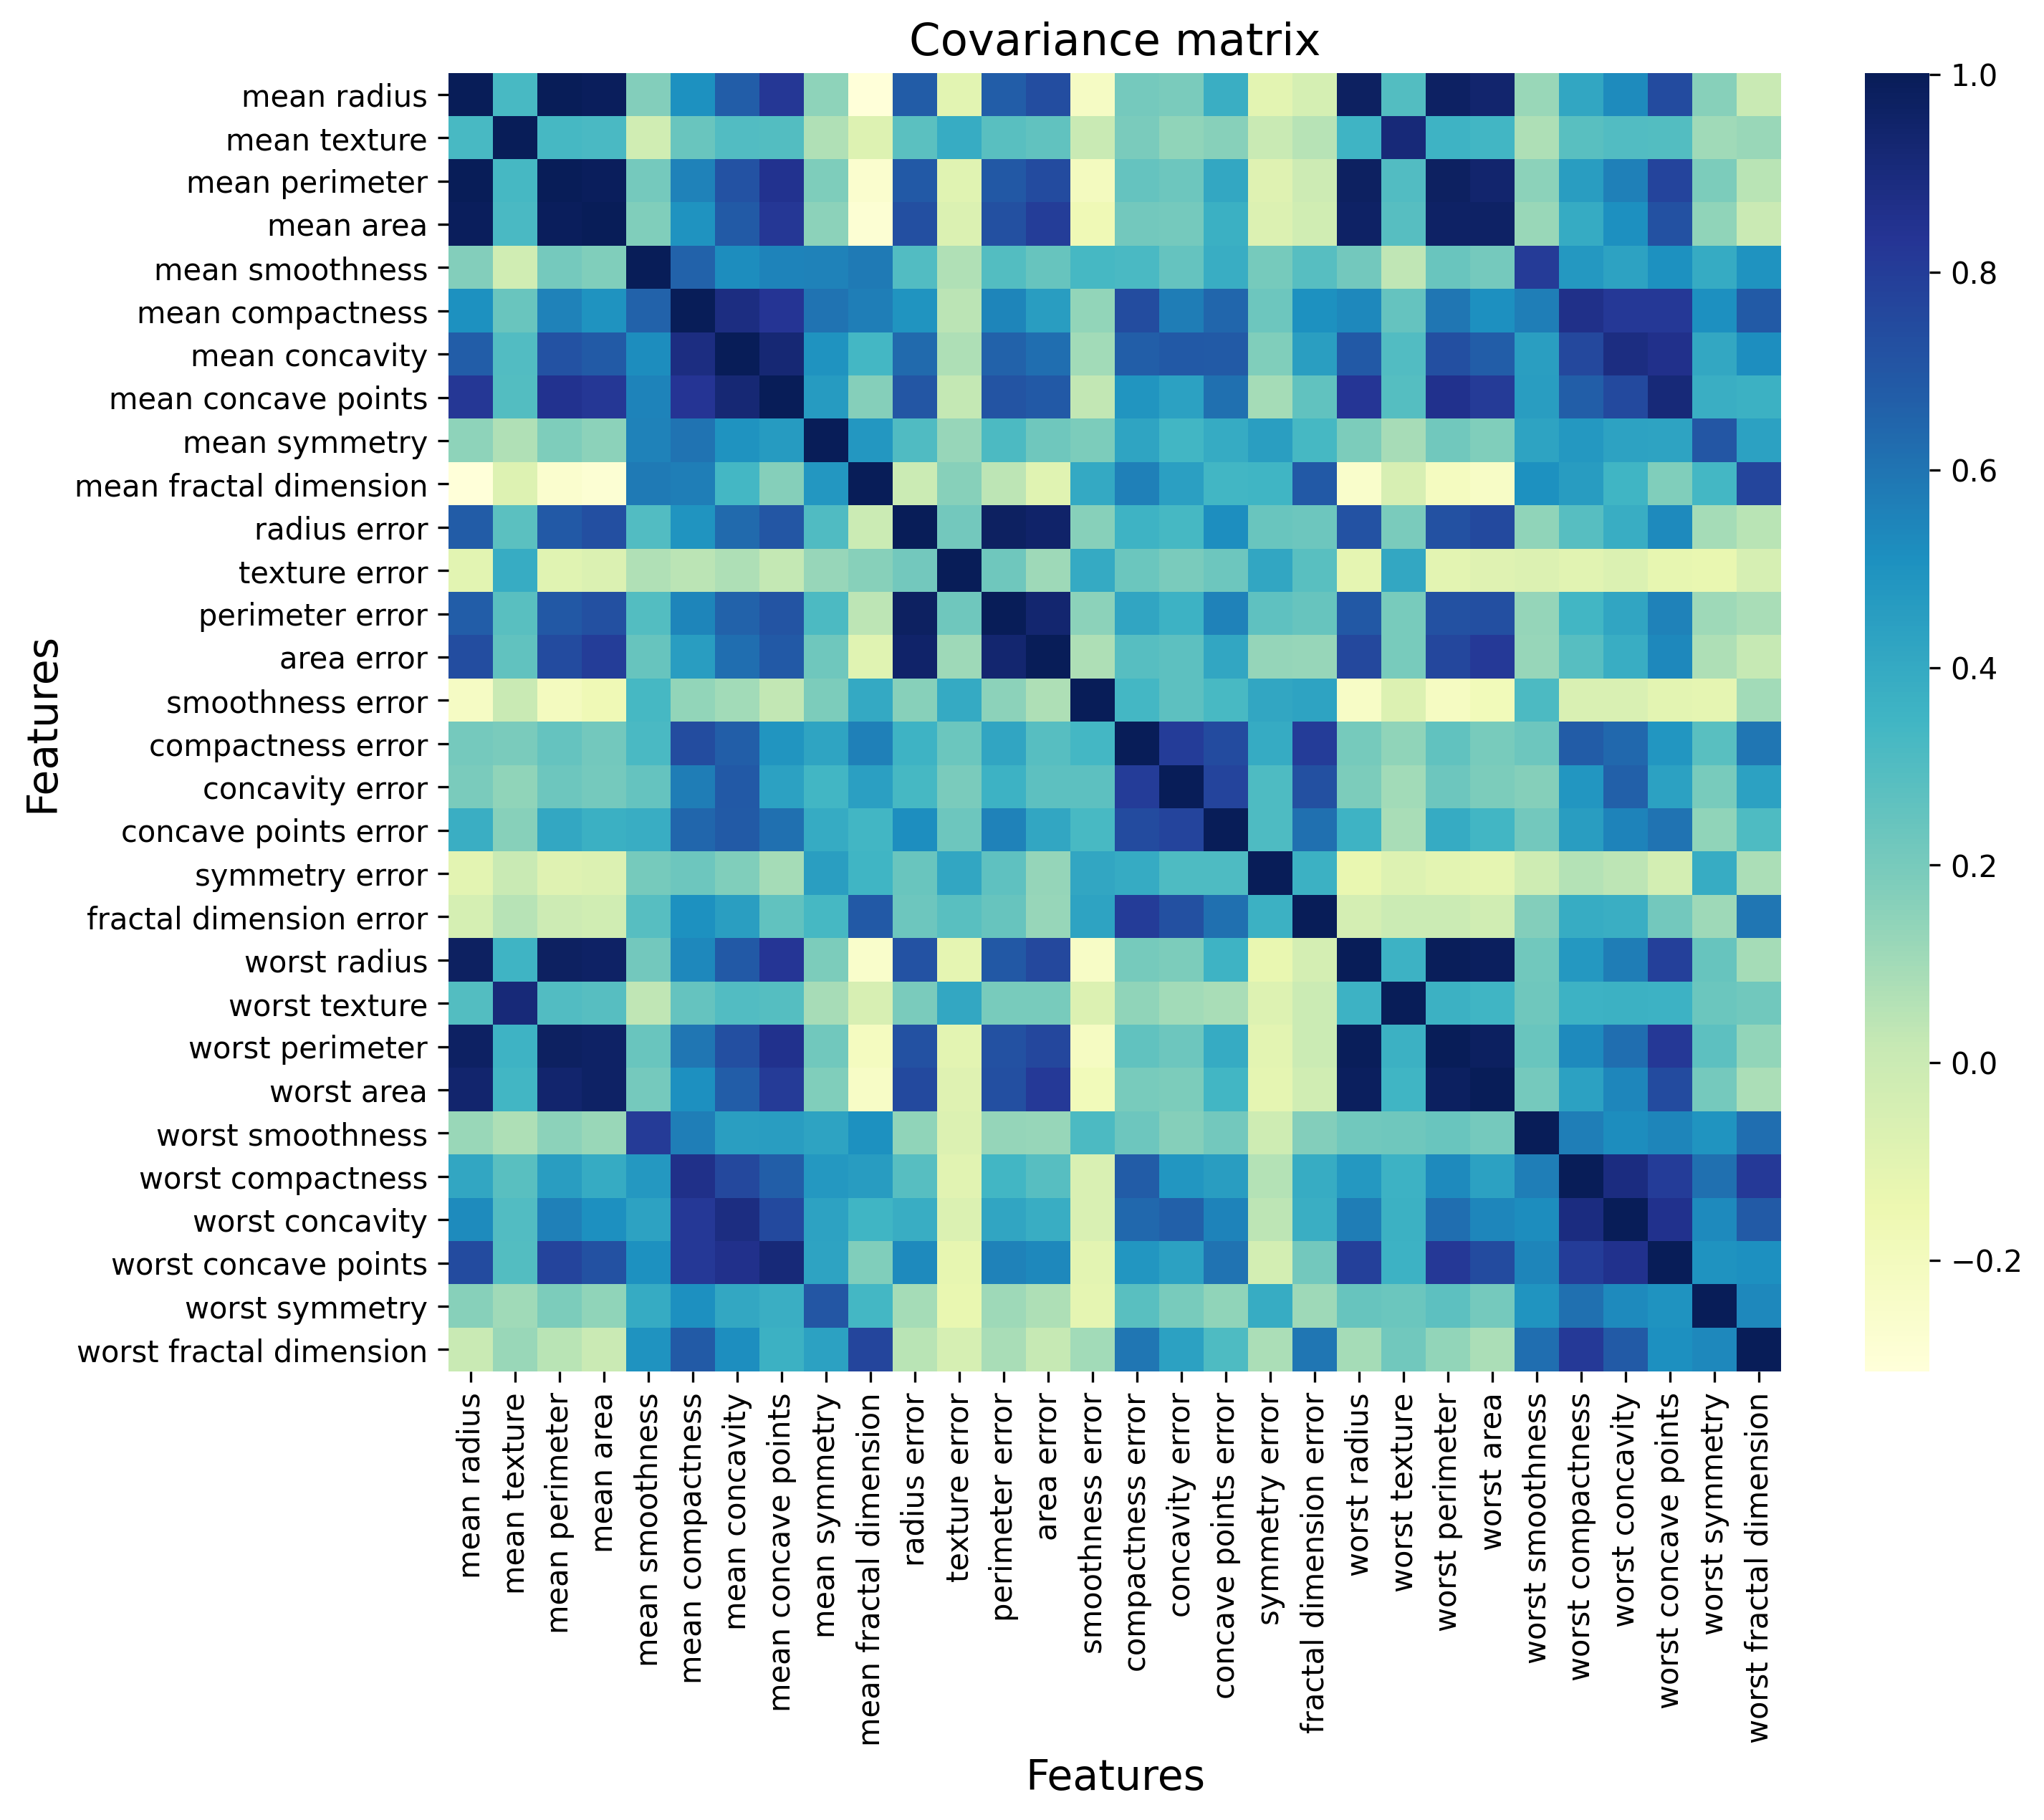 Covariance matrix
Features
mean radius
mean texture
mean perimeter
mean area
mean smoothness
mean compactness
mean concavity
mean concave points
mean symmetry
mean fractal dimension
radius error
texture error
perimeter error
area error
smoothness error
compactness error
concavity error
concave points error
symmetry error
fractal dimension error
worst radius
worst texture
worst perimeter
worst area
worst smoothness
worst compactness
worst concavity
worst concave points
worst symmetry
worst fractal dimension
mean radius
mean texture
mean perimeter
mean area
mean smoothness
mean compactness
mean concavity
mean concave points
mean symmetry
mean fractal dimension
radius error
texture error
perimeter error
area error
smoothness error
compactness error
concavity error
concave points error
symmetry error
fractal dimension error
worst radius
worst texture
worst perimeter
worst area
worst smoothness
worst compactness
worst concavity
worst concave points
worst symmetry
worst fractal dimension
Features
1.0
0.8
0.6
0.4
0.2
0.0
−0.2